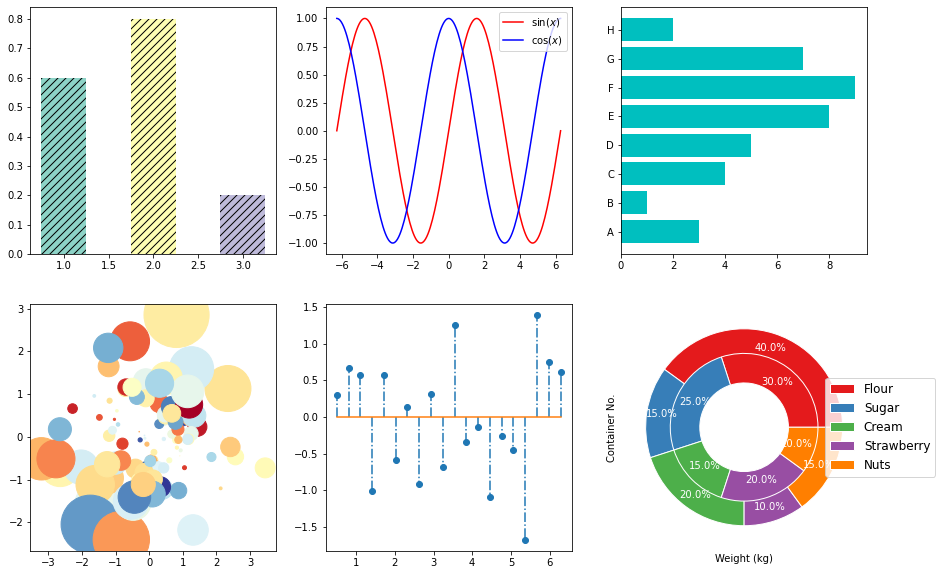 0.8
0.7
0.6
0.5
0.4
0.3
0.2
0.1
0.0
1.0 1.5 2.0 2.5 3.0
1.00
0.75
0.50
0.25
0.00
−0.25
−0.50
−0.75
−1.00
−6 −4 −2 0 2 4 6
sin(x)
cos(x)
H
G
F
E
D
C
B
A
0 2 4 6 8
3
2
1
0
−1
−2
−3 −2 −1 0 1 2 3
1.5
1.0
0.5
0.0
−0.5
−1.0
−1.5
1 2 3 4 5 6
Container No.
40.0%
30.0%
15.0%
25.0%
15.0%
20.0%
20.0%
10.0%
10.0%
15.0%
Flour
Sugar
Cream
Strawberry
Nuts
Weight (kg)